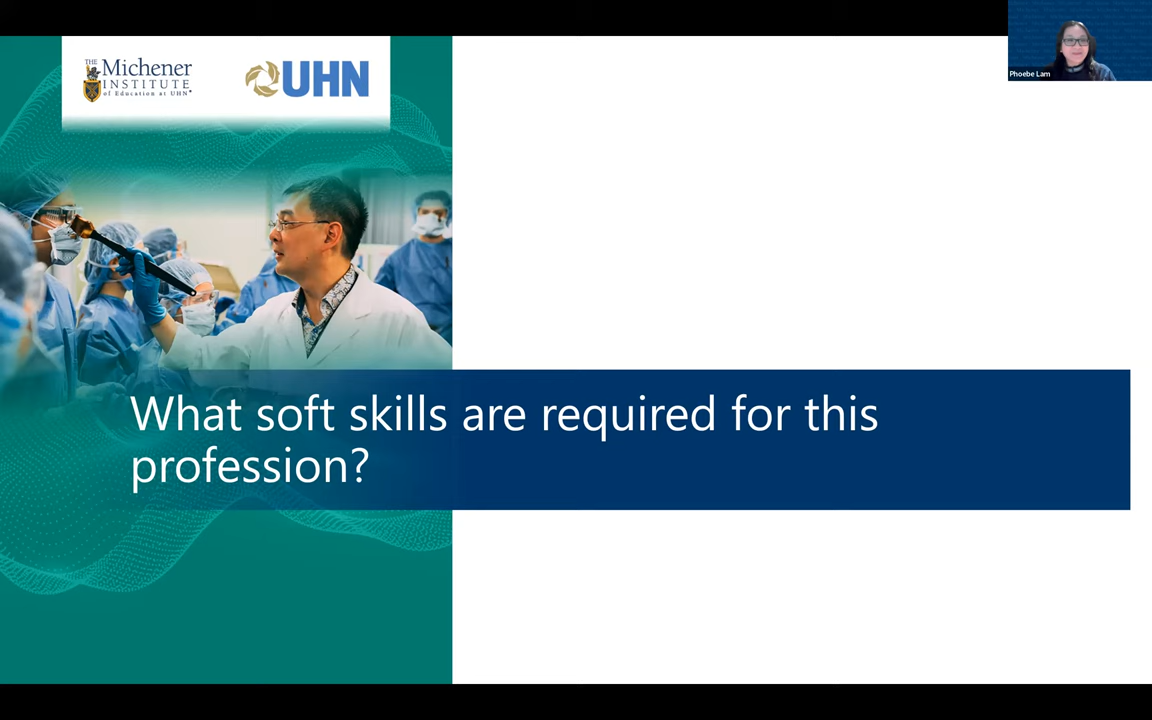 THE Michener
INSTITUTE
of Education at UHN
UHN
Phoebe Lam
What soft skills are required for this
profession?